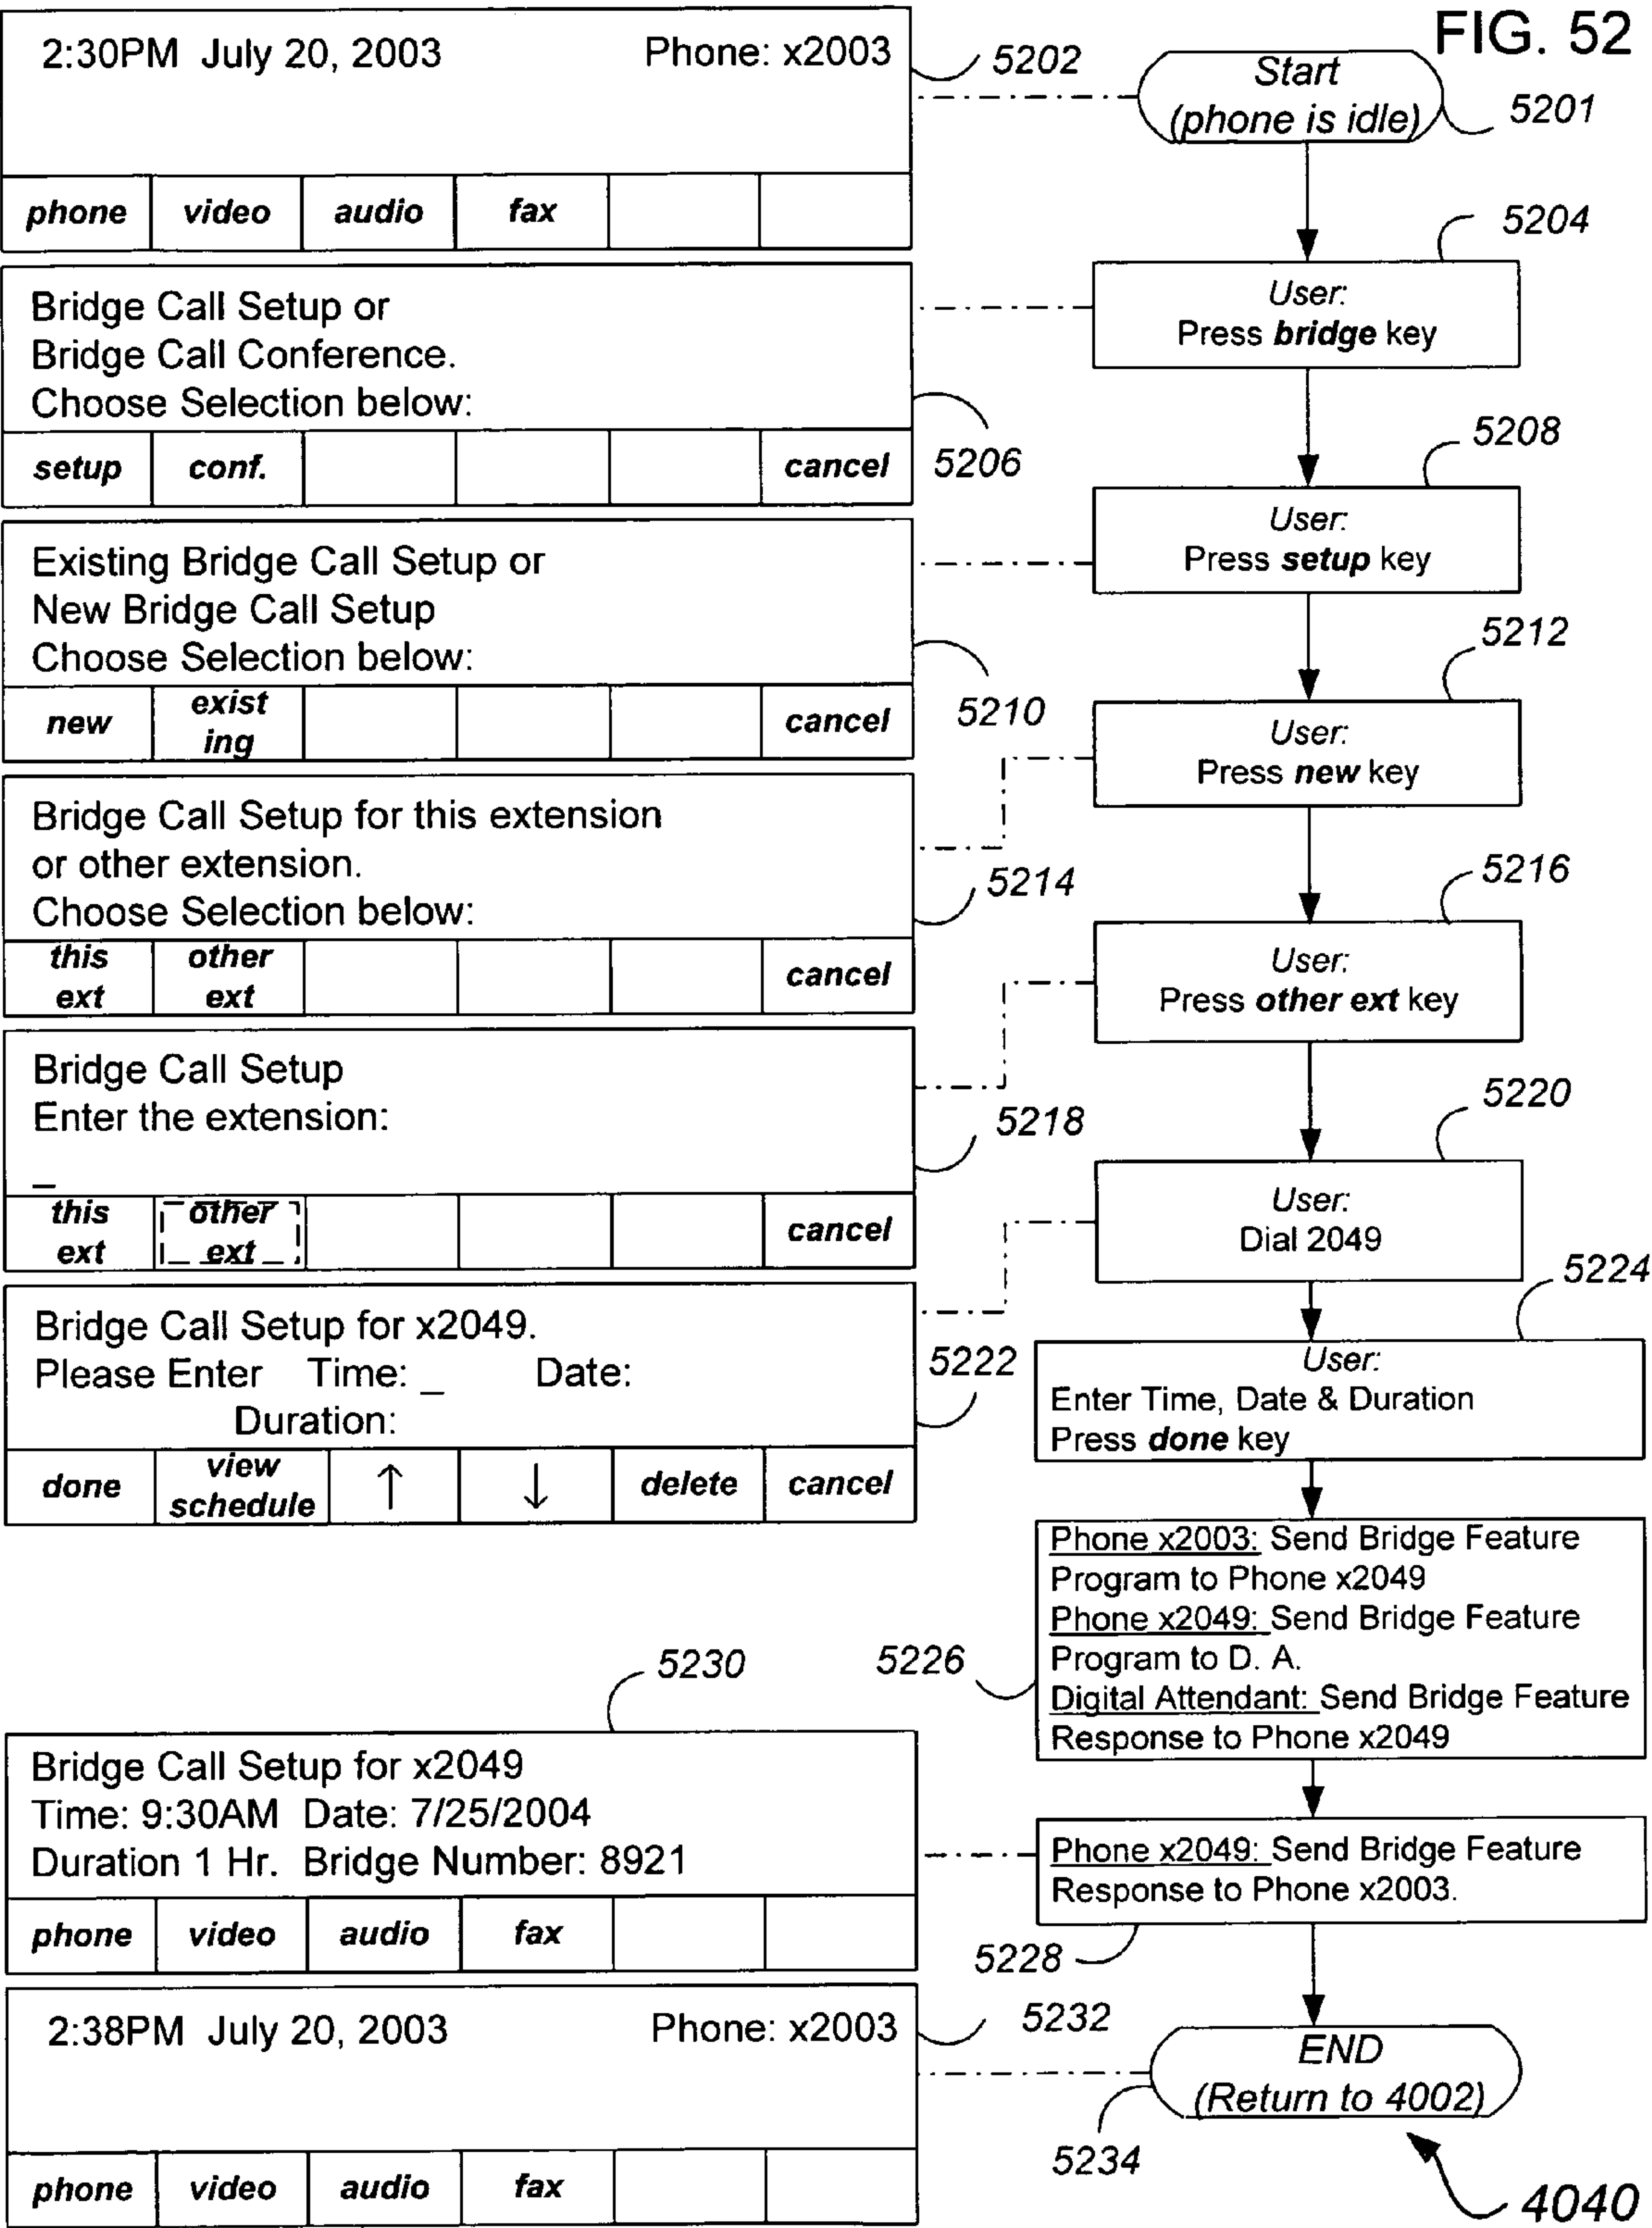 FIG. 52
2:30PM July 20, 2003 Phone: x2003
5202
phone video audio fax
Start
(phone is idle)
5201
5204
User:
Press bridge key
Bridge Call Setup or
Bridge Call Conference.
Choose Selection below:
setup conf. cancel
5206
5208
User:
Press setup key
Existing Bridge Call Setup or
New Bridge Call Setup
Choose Selection below:
new exist
ing cancel
5210
5212
User:
Press new key
Bridge Call Setup for this extension
or other extension.
Choose Selection below:
5214
this
ext
other
ext
cancel
5216
User:
Press other ext key
Bridge Call Setup
Enter the extension:
_
5218
this
ext
other
ext
cancel
5220
User:
Dial 2049
Bridge Call Setup for x2049.
Please Enter Time: _ Date:
Duration:
5222
done view
schedule ↑ ↓ delete cancel
5224
User:
Enter Time, Date & Duration
Press done key
Phone x2003: Send Bridge Feature
Program to Phone x2049
Phone x2049: Send Bridge Feature
Program to D. A.
Digital Attendant: Send Bridge Feature
Response to Phone x2049
5226
5230
Bridge Call Setup for x2049
Time: 9:30AM Date: 7/25/2004
Duration 1 Hr. Bridge Number: 8921
phone video audio fax
Phone x2049: Send Bridge Feature
Response to Phone x2003.
5228
2:38PM July 20, 2003 Phone: x2003
5232
phone video audio fax
END
(Return to 4002)
5234
4040